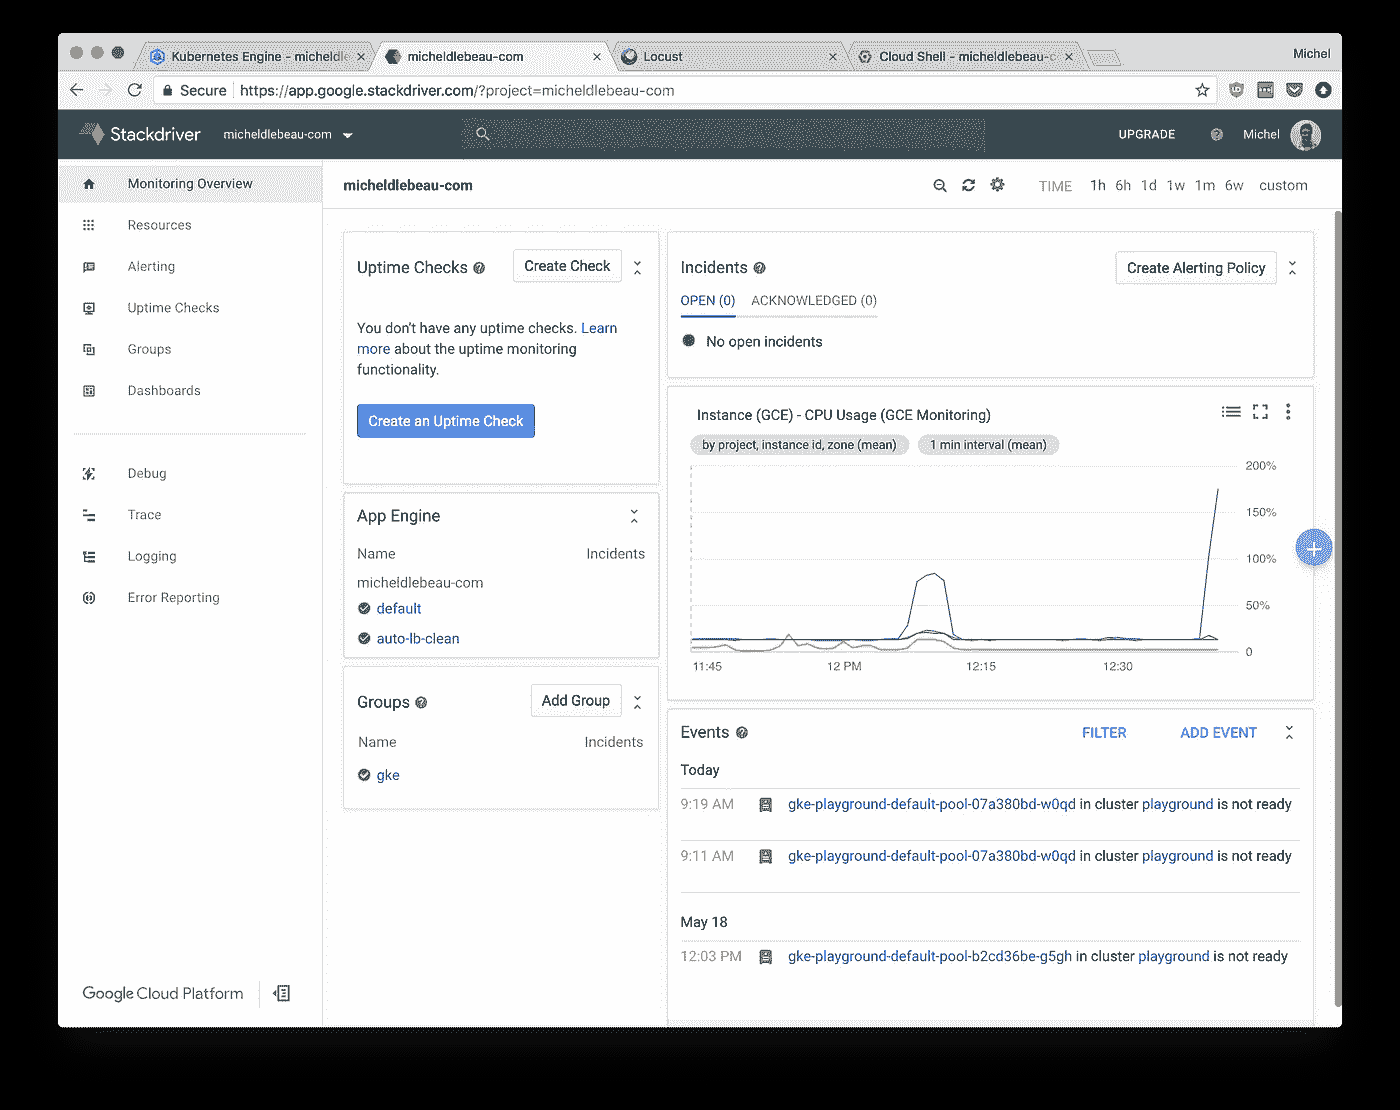 Kubernetes Engine - micheldle
micheldlebeau-com
Locust
Cloud Shell - micheldlebeau-c
Michel
Secure
https://app.google.stackdriver.com/?project=micheldlebeau-com
Stackdriver
micheldlebeau-com
UPGRADE
Michel
Monitoring Overview
Resources
Alerting
Uptime Checks
Groups
Dashboards
Debug
Trace
Logging
Error Reporting
Google Cloud Platform
micheldlebeau-com
TIME 1h 6h 1d 1w 1m 6w custom
Uptime Checks
Create Check
You don't have any uptime checks. Learn
more about the uptime monitoring
functionality.
Create an Uptime Check
App Engine
Name Incidents
micheldlebeau-com
default
auto-lb-clean
Groups
Add Group
Name Incidents
gke
Incidents
Create Alerting Policy
OPEN (0) ACKNOWLEDGED (0)
No open incidents
Instance (GCE) - CPU Usage (GCE Monitoring)
by project, instance id, zone (mean)
1 min interval (mean)
200%
150%
100%
50%
0
11:45 12 PM 12:15 12:30
Events
FILTER
ADD EVENT
Today
9:19 AM gke-playground-default-pool-07a380bd-w0qd in cluster playground is not ready
9:11 AM gke-playground-default-pool-07a380bd-w0qd in cluster playground is not ready
May 18
12:03 PM gke-playground-default-pool-b2cd36be-g5gh in cluster playground is not ready